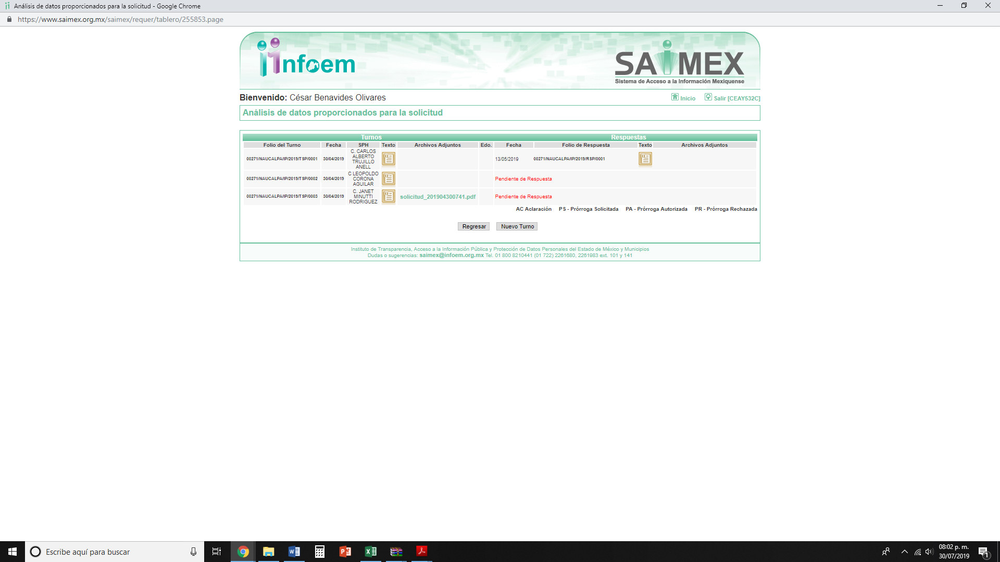 Análisis de datos proporcionados para la solicitud - Google Chrome
https://www.saimex.org.mx/saimex/requer/tablero/255853.page
infoem
SAIMEX
Sistema de Acceso a la Información Mexiquense
Bienvenido: César Benavides Olivares
Inicio Salir [CEAY532C]
Análisis de datos proporcionados para la solicitud
Turnos Respuestas
Folio del Turno Fecha SPH Texto Archivos Adjuntos Edo. Fecha Folio de Respuesta Texto Archivos Adjuntos
00271/NAUCALPA/IP/2019/TSP/0001 30/04/2019 C. CARLOS ALBERTO TRUJILLO ANELL 13/05/2019 00271/NAUCALPA/IP/2019/RSP/0001
00271/NAUCALPA/IP/2019/TSP/0002 30/04/2019 C LEOPOLDO CORONA AGUILAR Pendiente de Respuesta
00271/NAUCALPA/IP/2019/TSP/0003 30/04/2019 C. JANET MINUTTI RODRIGUEZ solicitud_201904300741.pdf Pendiente de Respuesta
AC Aclaración PS - Prórroga Solicitada PA - Prórroga Autorizada PR - Prórroga Rechazada
Regresar Nuevo Turno
Instituto de Transparencia, Acceso a la Información Pública y Protección de Datos Personales del Estado de México y Municipios
Dudas o sugerencias: saimex@infoem.org.mx Tel. 01 800 8210441 (01 722) 2261680, 2261983 ext. 101 y 141
Escribe aquí para buscar
08:02 p. m.
30/07/2019
1